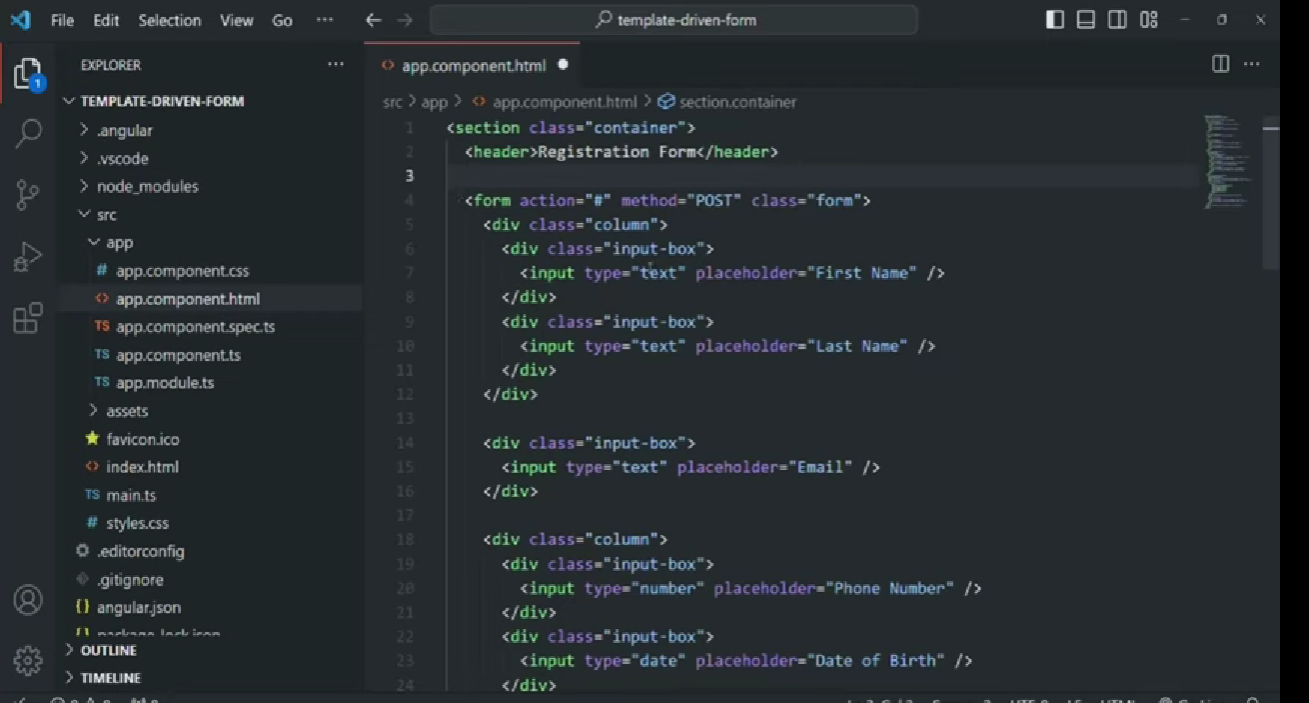 File Edit Selection View Go ···
template-driven-form
EXPLORER
···
1
TEMPLATE-DRIVEN-FORM
.angular
.vscode
node_modules
src
app
# app.component.css
<> app.component.html
TS app.component.spec.ts
TS app.component.ts
TS app.module.ts
assets
favicon.ico
<> index.html
TS main.ts
# styles.css
.editorconfig
.gitignore
{} angular.json
{} package-lock.json
OUTLINE
TIMELINE
<> app.component.html
···
src > app > <> app.component.html > section.container
1 <section class="container">
2 <header>Registration Form</header>
3
4 <form action="#" method="POST" class="form">
5 <div class="column">
6 <div class="input-box">
7 <input type="text" placeholder="First Name" />
8 </div>
9 <div class="input-box">
10 <input type="text" placeholder="Last Name" />
11 </div>
12 </div>
13
14 <div class="input-box">
15 <input type="text" placeholder="Email" />
16 </div>
17
18 <div class="column">
19 <div class="input-box">
20 <input type="number" placeholder="Phone Number" />
21 </div>
22 <div class="input-box">
23 <input type="date" placeholder="Date of Birth" />
24 </div>